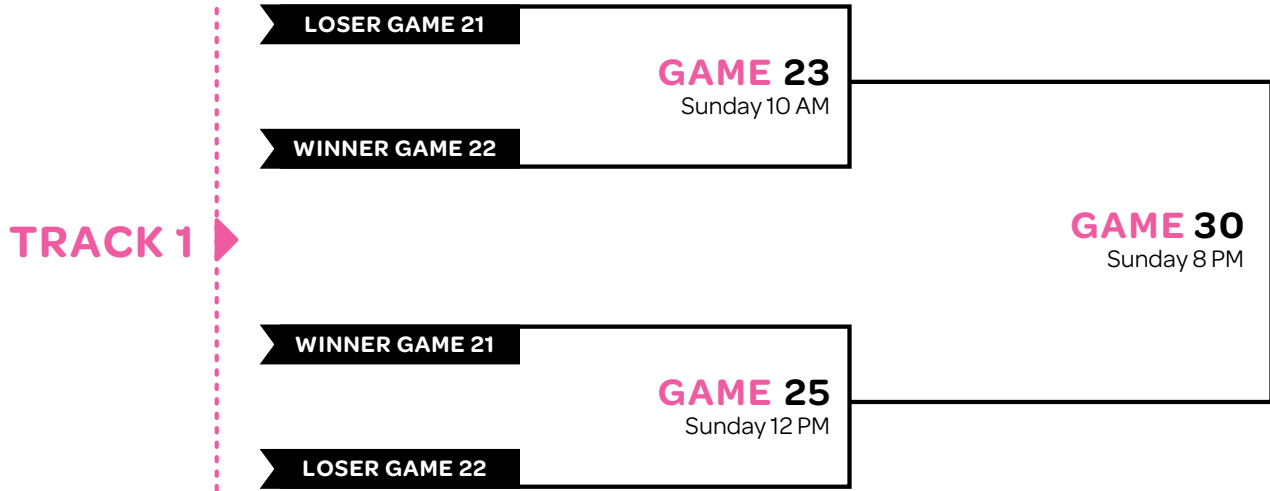 LOSER GAME 21
GAME 23
Sunday 10 AM
WINNER GAME 22
TRACK 1
GAME 30
Sunday 8 PM
WINNER GAME 21
GAME 25
Sunday 12 PM
LOSER GAME 22